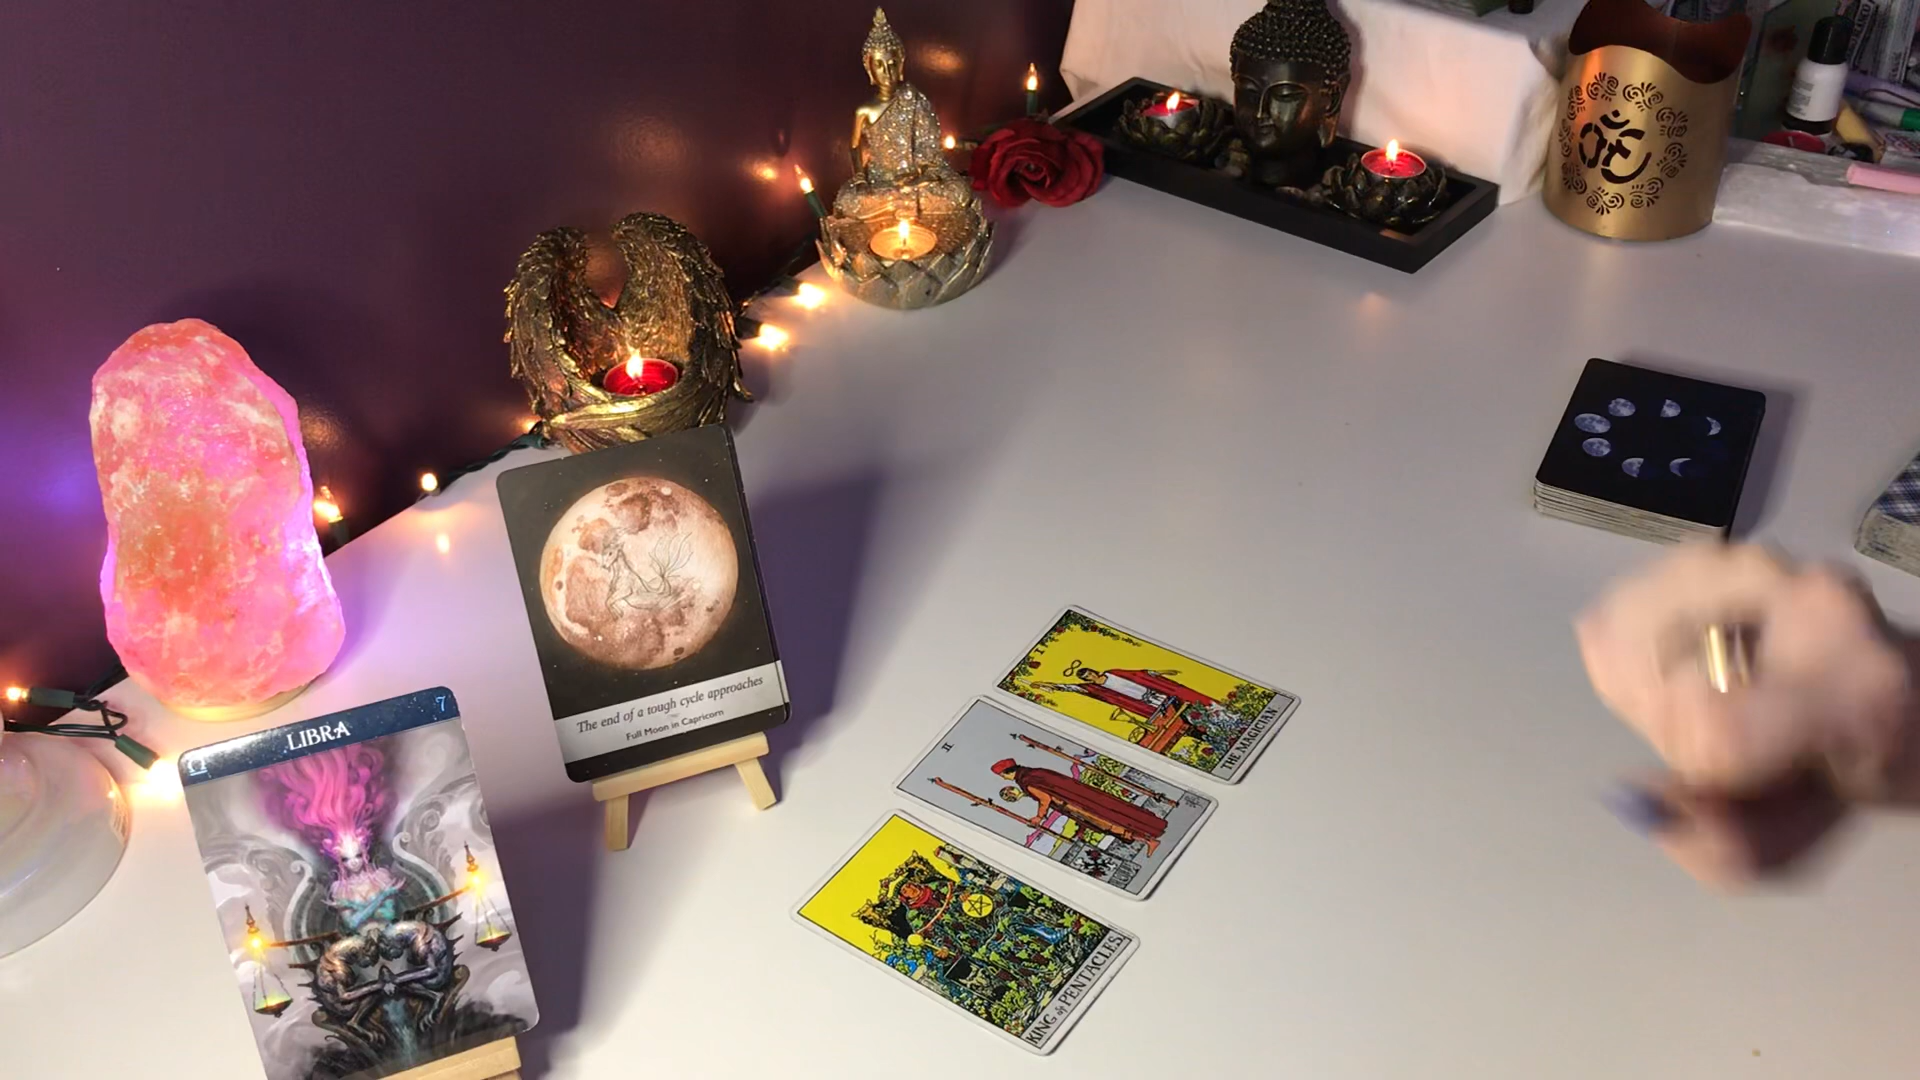 LIBRA
7
The end of a tough cycle approaches
Full Moon in Capricorn
I
THE MAGICIAN.
II
KING of PENTACLES.
ॐ